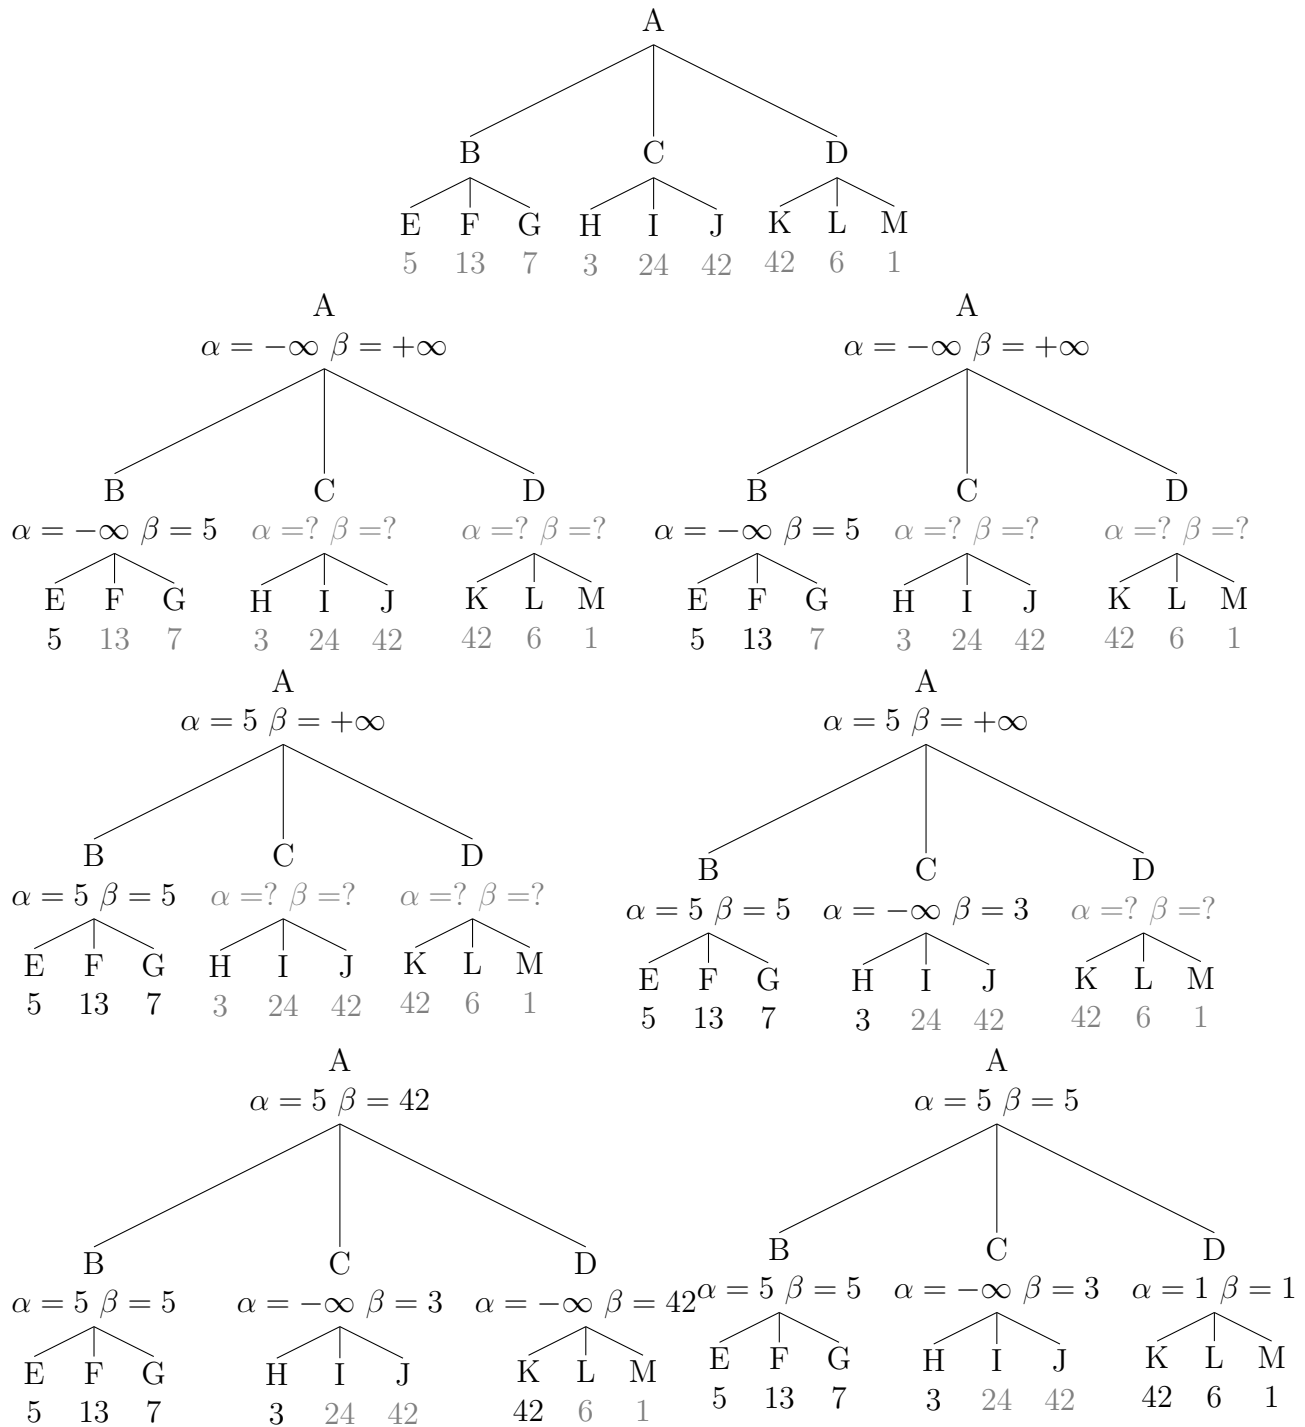 A
B C D
E F G H I J K L M
5 13 7 3 24 42 42 6 1
A A
α = −∞ β = +∞ α = −∞ β = +∞
B C D B C D
α = −∞ β = 5 α =? β =? α =? β =? α = −∞ β = 5 α =? β =? α =? β =?
E F G H I J K L M E F G H I J K L M
5 13 7 3 24 42 42 6 1 5 13 7 3 24 42 42 6 1
A A
α = 5 β = +∞ α = 5 β = +∞
B C D B C D
α = 5 β = 5 α =? β =? α =? β =? α = 5 β = 5 α = −∞ β = 3 α =? β =?
E F G H I J K L M E F G H I J K L M
5 13 7 3 24 42 42 6 1 5 13 7 3 24 42 42 6 1
A A
α = 5 β = 42 α = 5 β = 5
B C D B C D
α = 5 β = 5 α = −∞ β = 3 α = −∞ β = 42 α = 5 β = 5 α = −∞ β = 3 α = 1 β = 1
E F G H I J K L M E F G H I J K L M
5 13 7 3 24 42 42 6 1 5 13 7 3 24 42 42 6 1